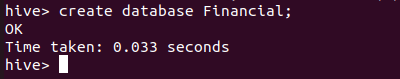 hive> create database Financial;
OK
Time taken: 0.033 seconds
hive>